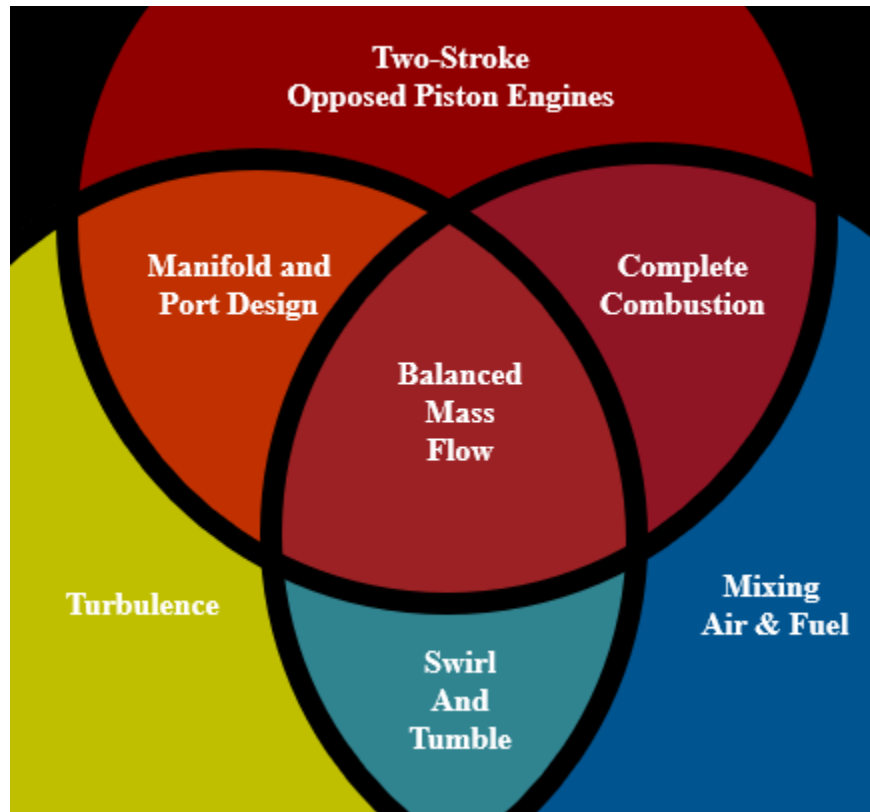 Two-Stroke
Opposed Piston Engines
Manifold and
Port Design
Complete
Combustion
Balanced
Mass
Flow
Turbulence
Mixing
Air & Fuel
Swirl
And
Tumble